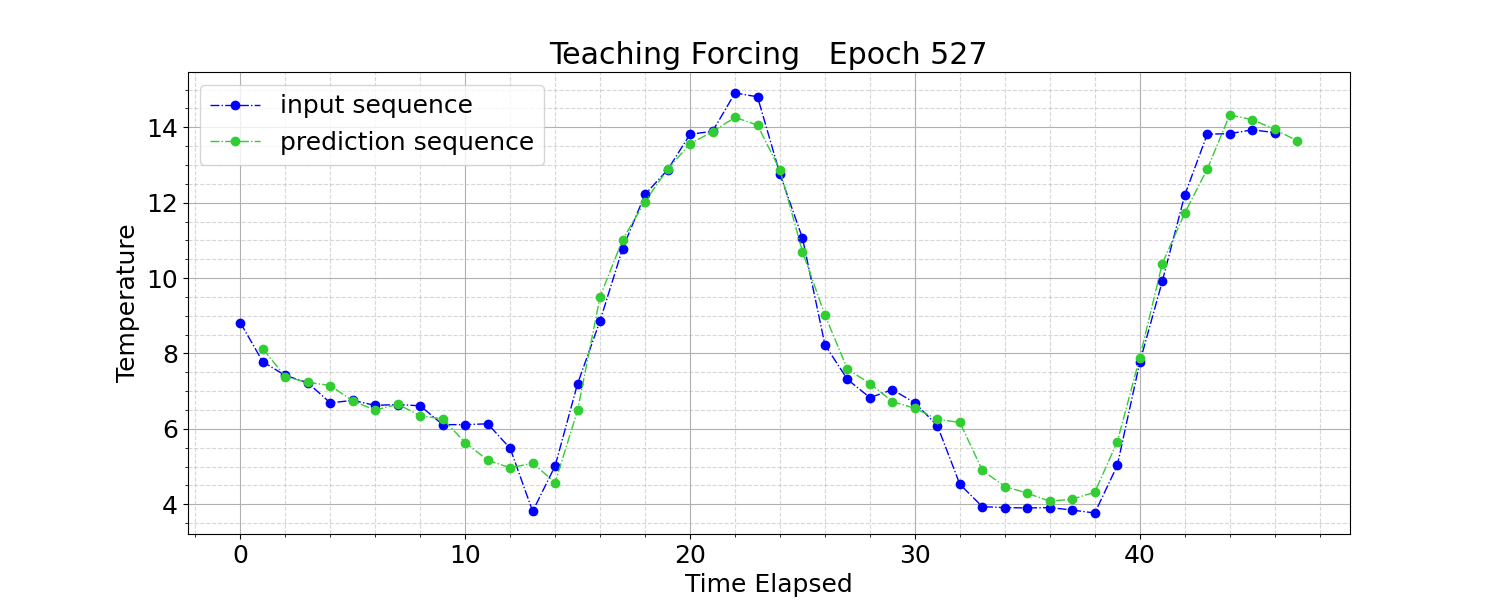 Teaching Forcing   Epoch 527
input sequence
prediction sequence
14
12
10
8
6
4
Temperature
0 10 20 30 40
Time Elapsed